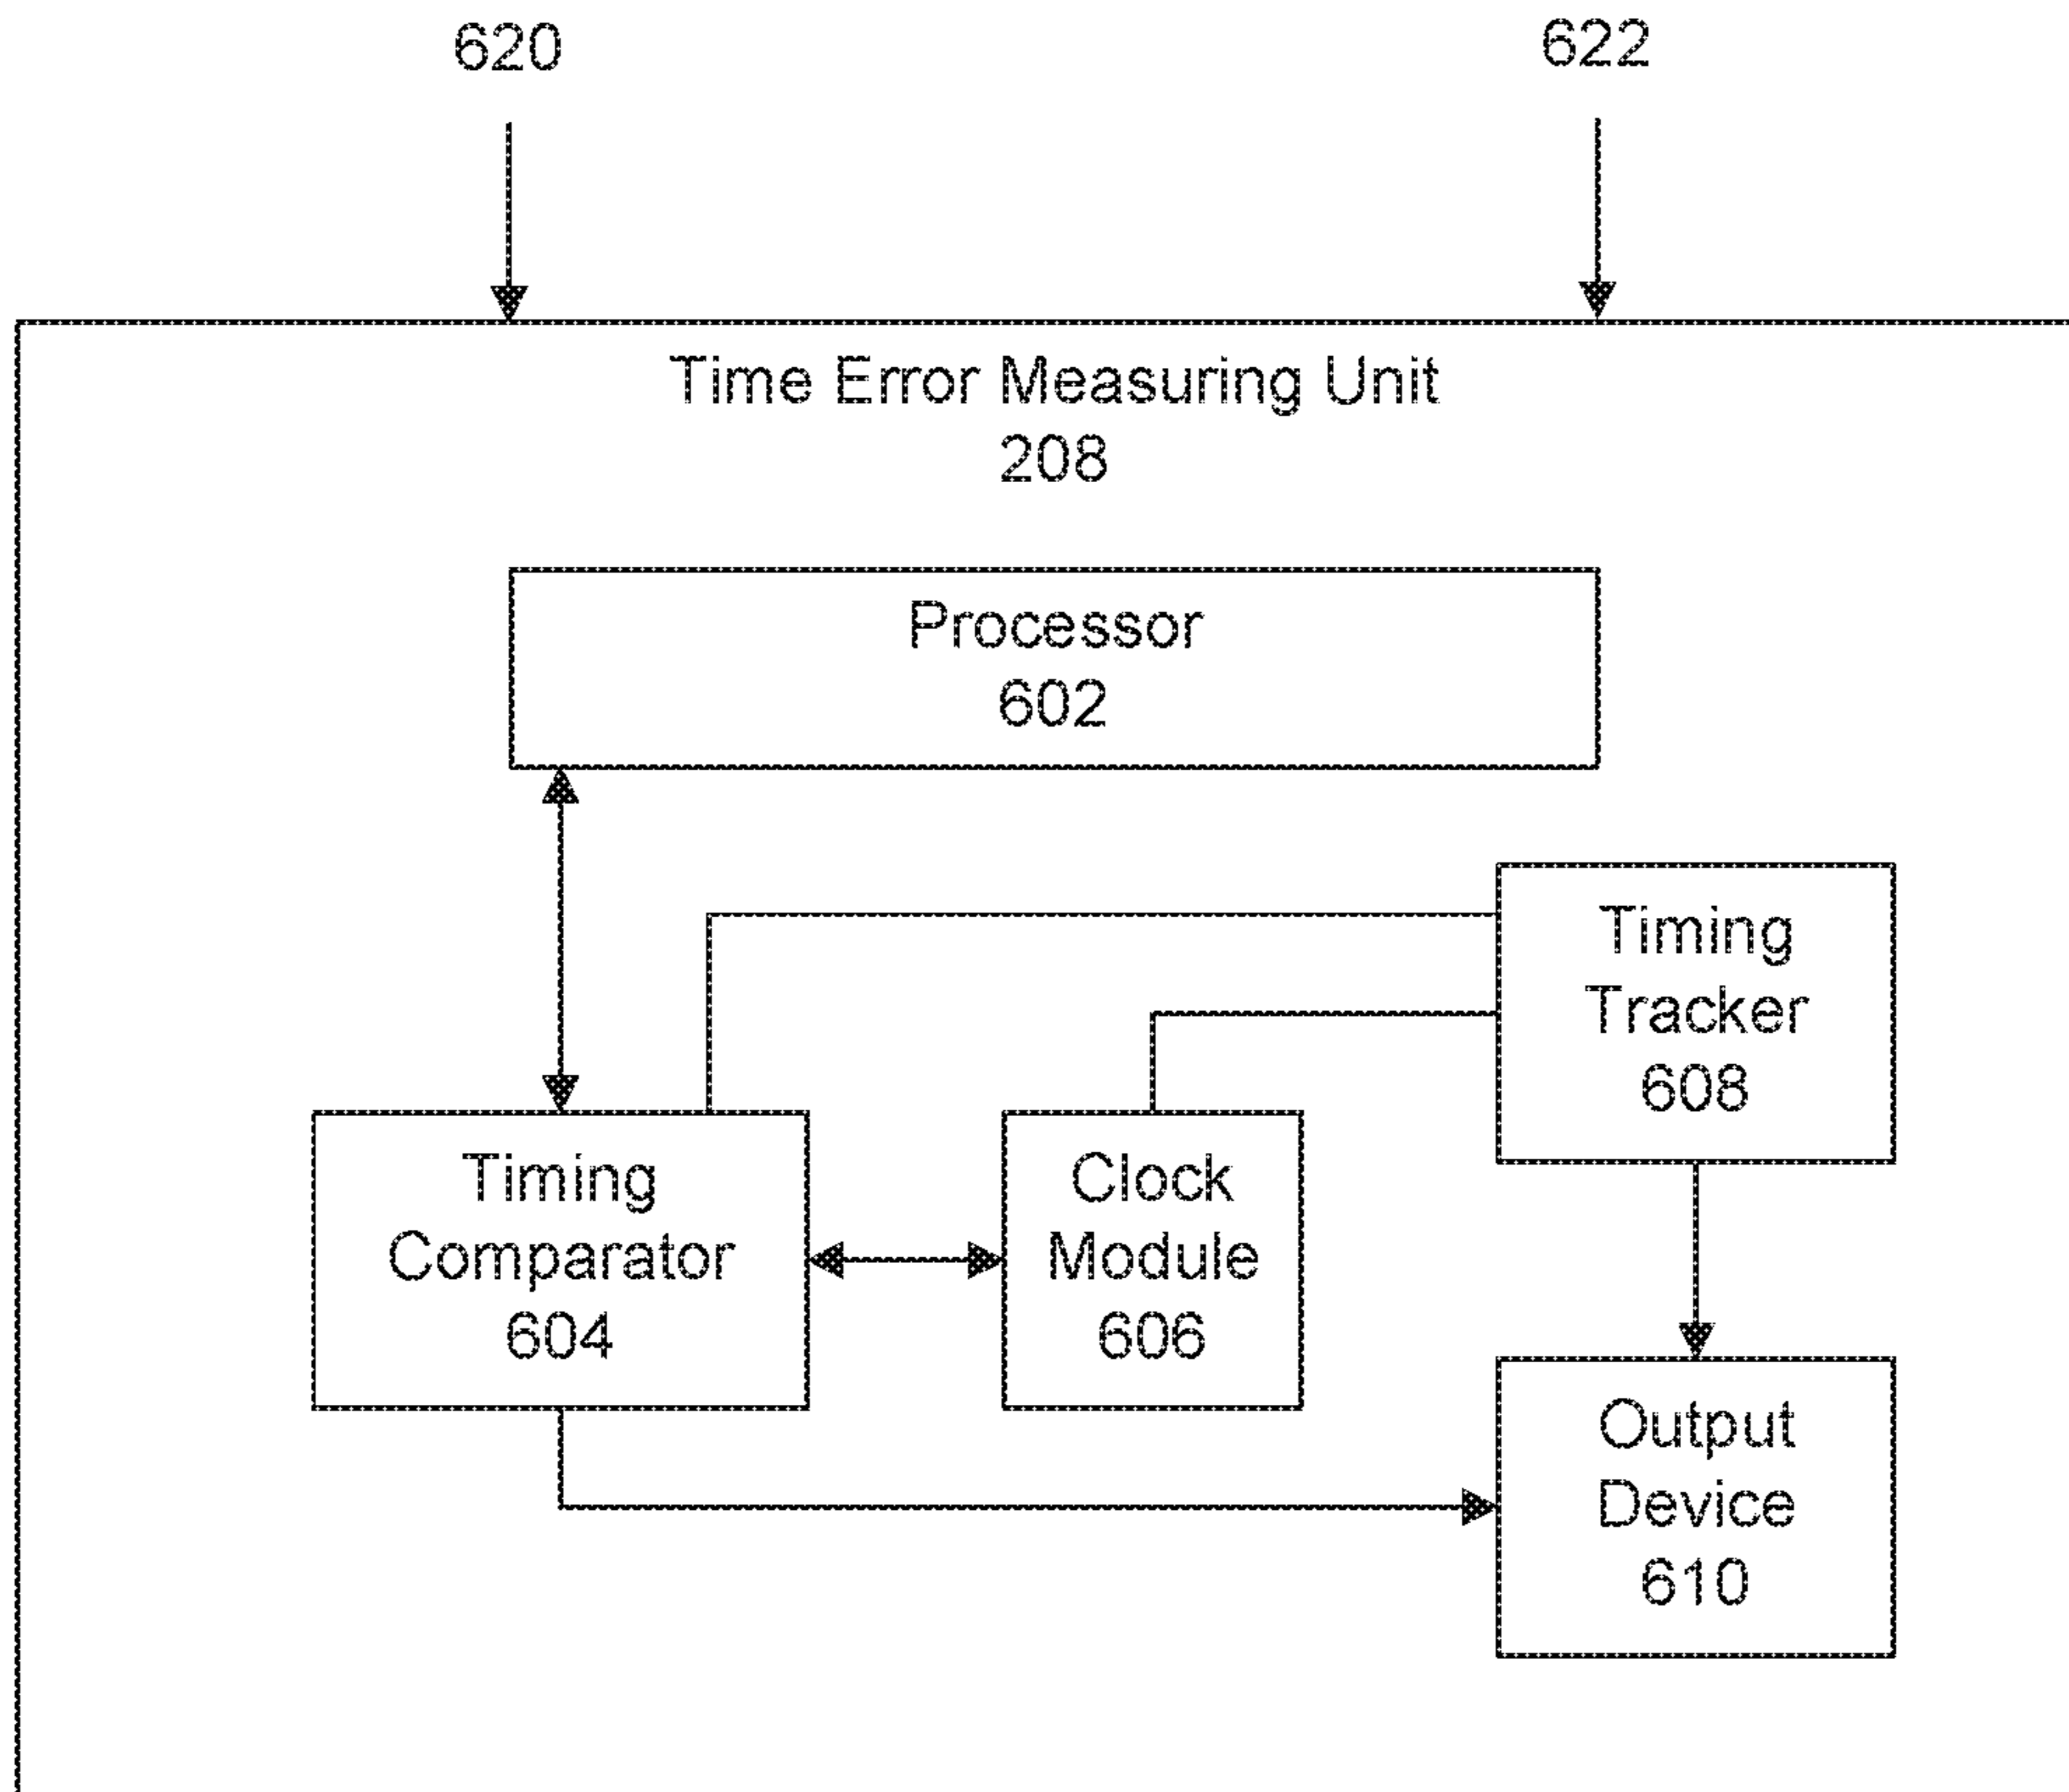 620
622
Time Error Measuring Unit
208
Processor
602
Timing
Tracker
608
Timing
Comparator
604
Clock
Module
606
Output
Device
610